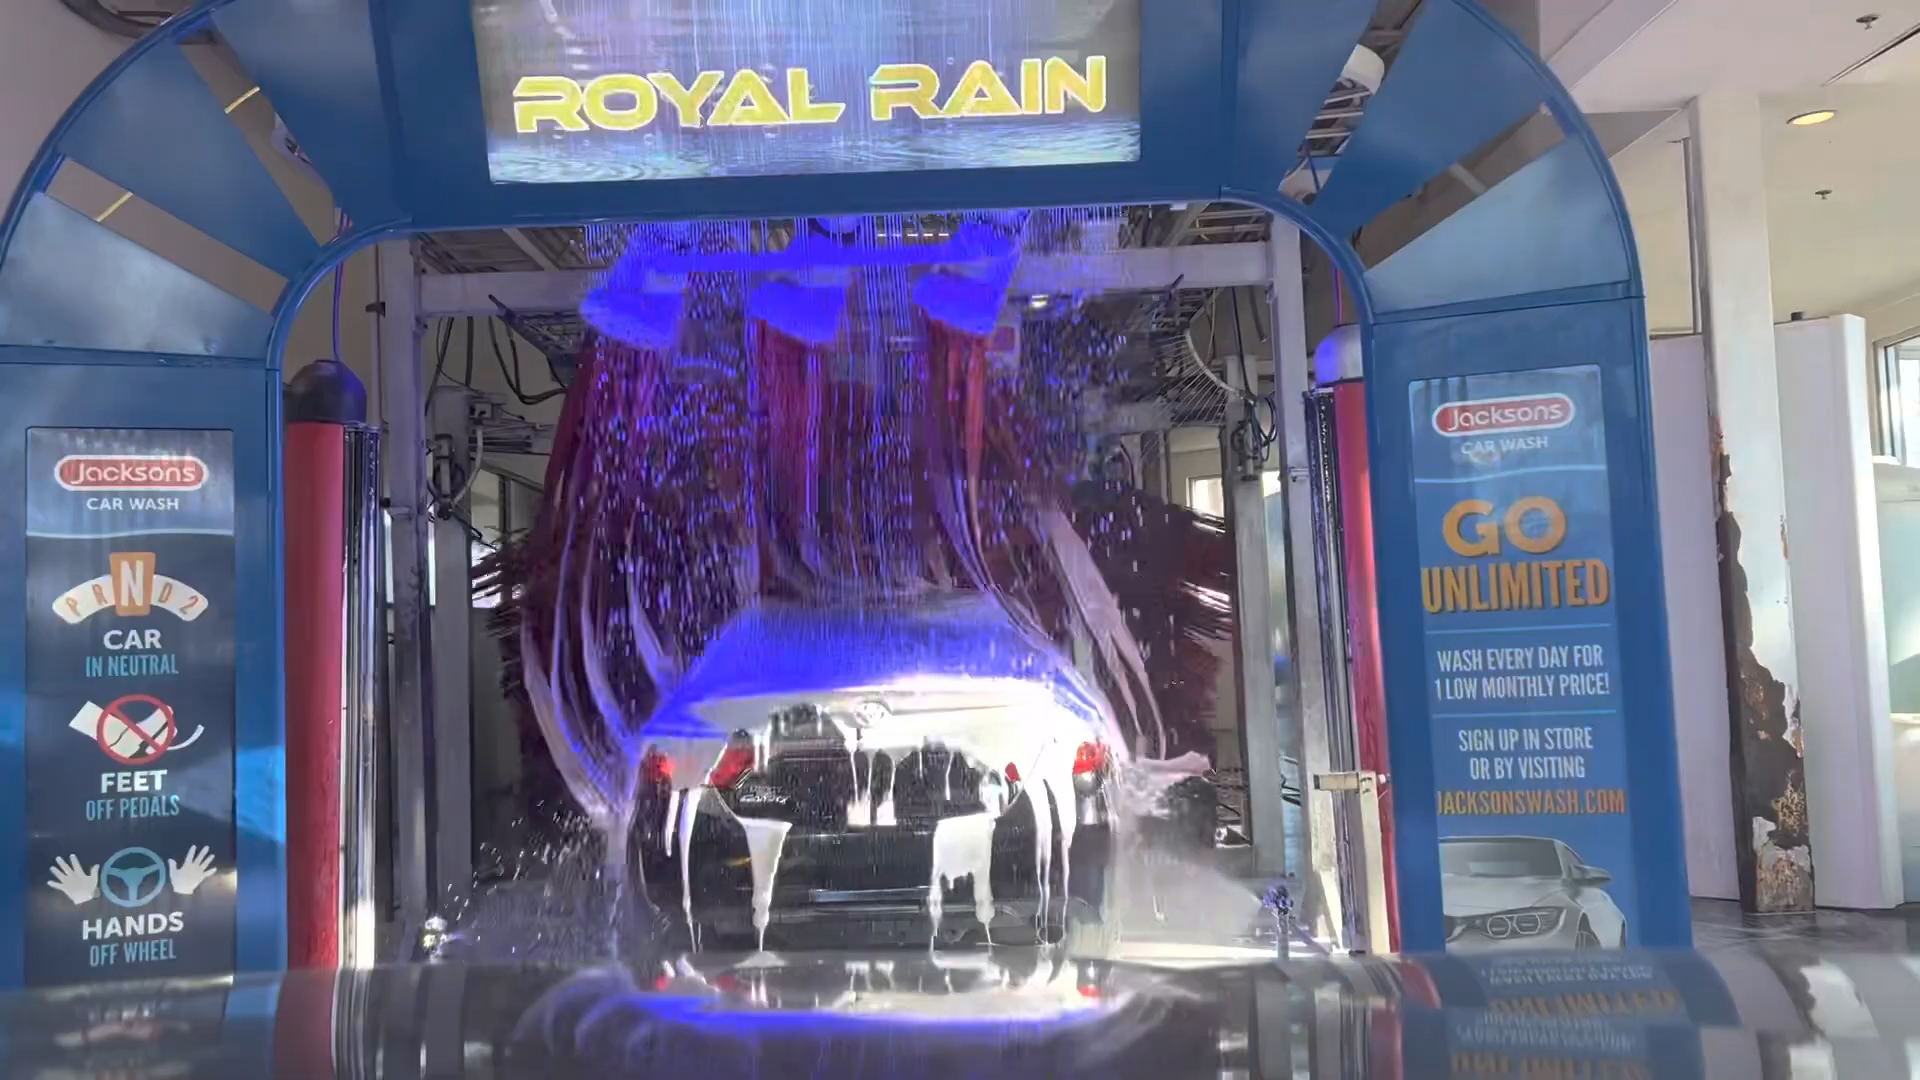 ROYAL RAIN
Jacksons
CAR WASH
P R N D 2
CAR
IN NEUTRAL
FEET
OFF PEDALS
HANDS
OFF WHEEL
Jacksons
CAR WASH
GO
UNLIMITED
WASH EVERY DAY FOR
1 LOW MONTHLY PRICE!
SIGN UP IN STORE
OR BY VISITING
JACKSONSWASH.COM